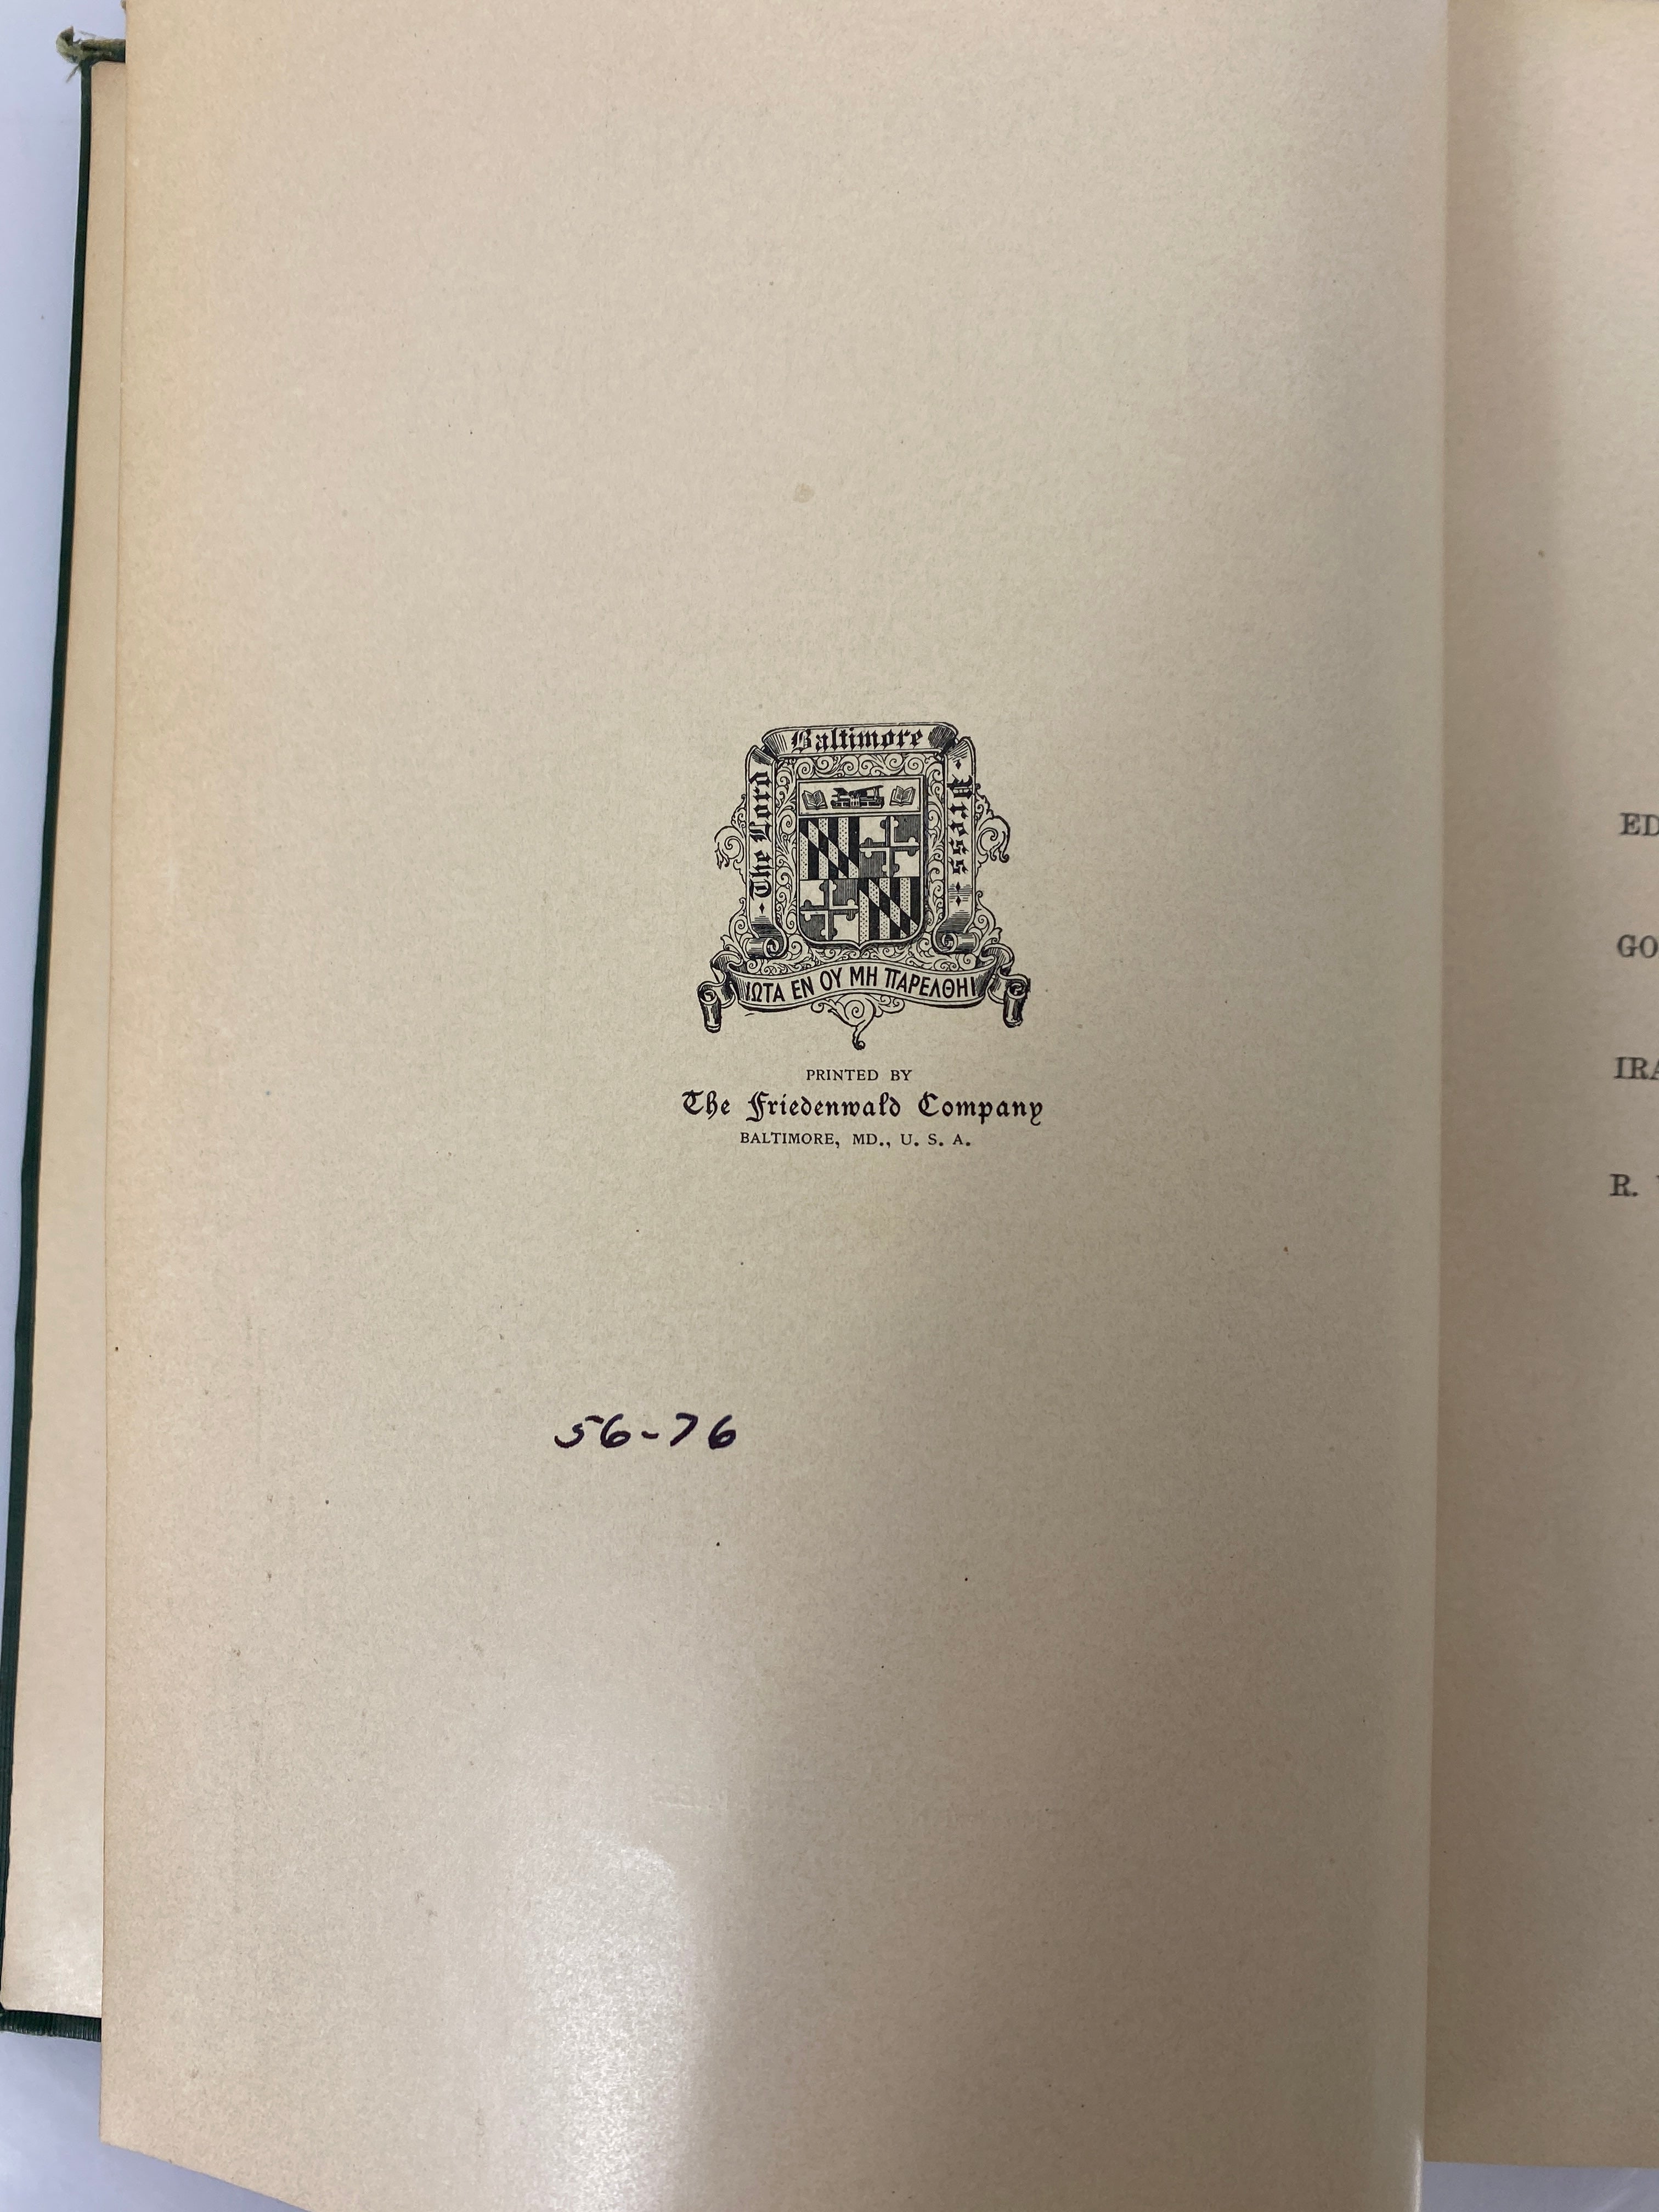 The Lord Baltimore Press
ΙΩΤΑ ΕΝ ΟΥ ΜΗ ΠΑΡΕΛΘΗΙ
PRINTED BY
The Friedenwald Company
BALTIMORE, MD., U. S. A.
56-76
ED
GO
IRA
R.